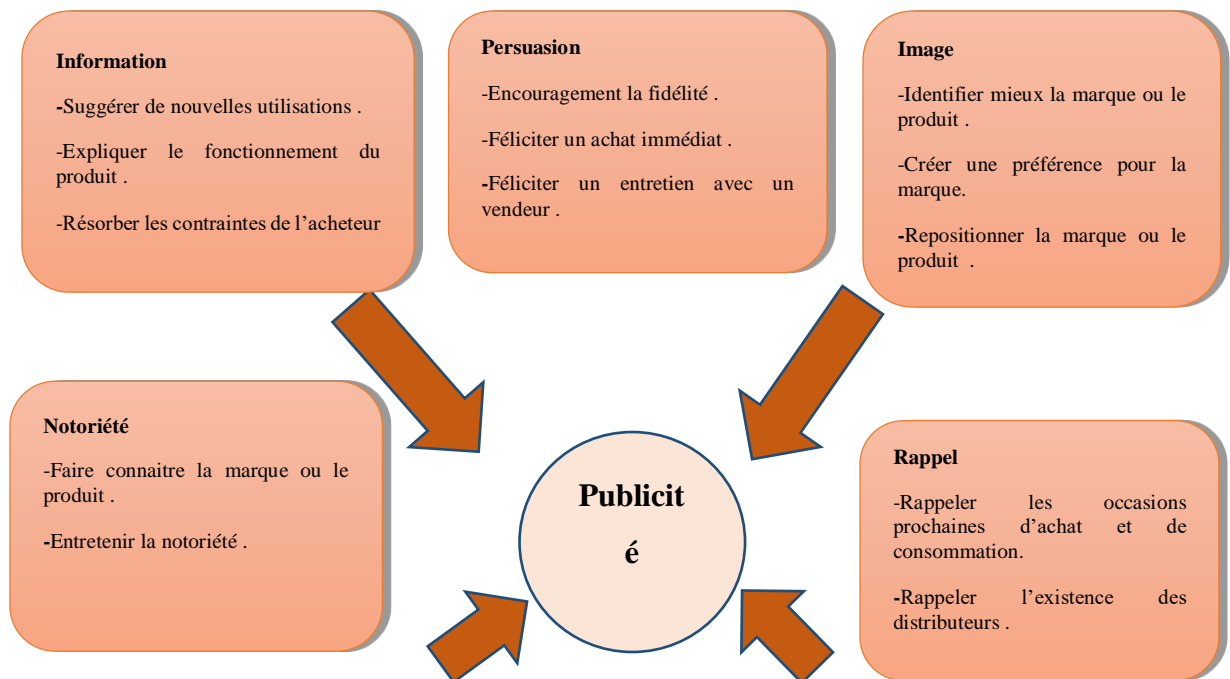 Information
-Suggérer de nouvelles utilisations .
-Expliquer le fonctionnement du
produit .
-Résorber les contraintes de l’acheteur
Persuasion
-Encouragement la fidélité .
-Féliciter un achat immédiat .
-Féliciter un entretien avec un
vendeur .
Image
-Identifier mieux la marque ou le
produit .
-Créer une préférence pour la
marque.
-Repositionner la marque ou le
produit .
Notoriété
-Faire connaitre la marque ou le
produit .
-Entretenir la notoriété .
Publicit
é
Rappel
-Rappeler les occasions
prochaines d’achat et de
consommation.
-Rappeler l’existence des
distributeurs .